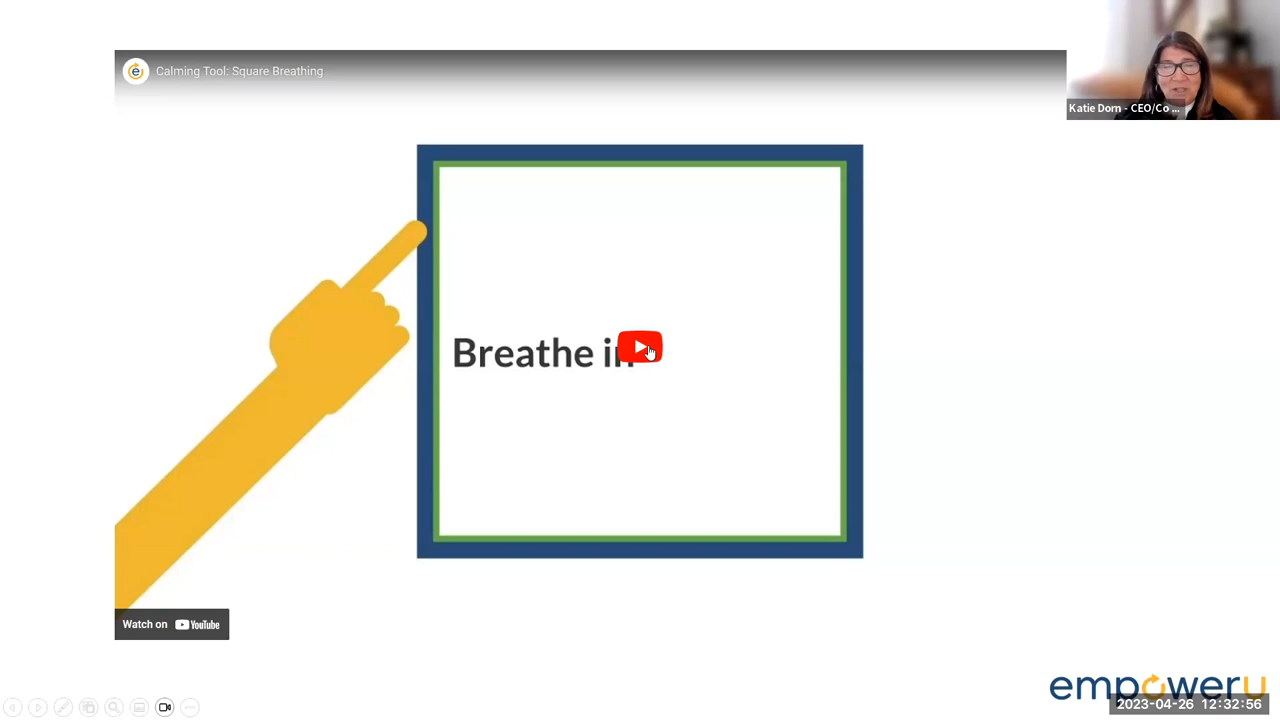 Calming Tool: Square Breathing
Katie Dorn - CEO/Co ...
Breathe in
Watch on YouTube
empoweru
2023-04-26 12:32:56